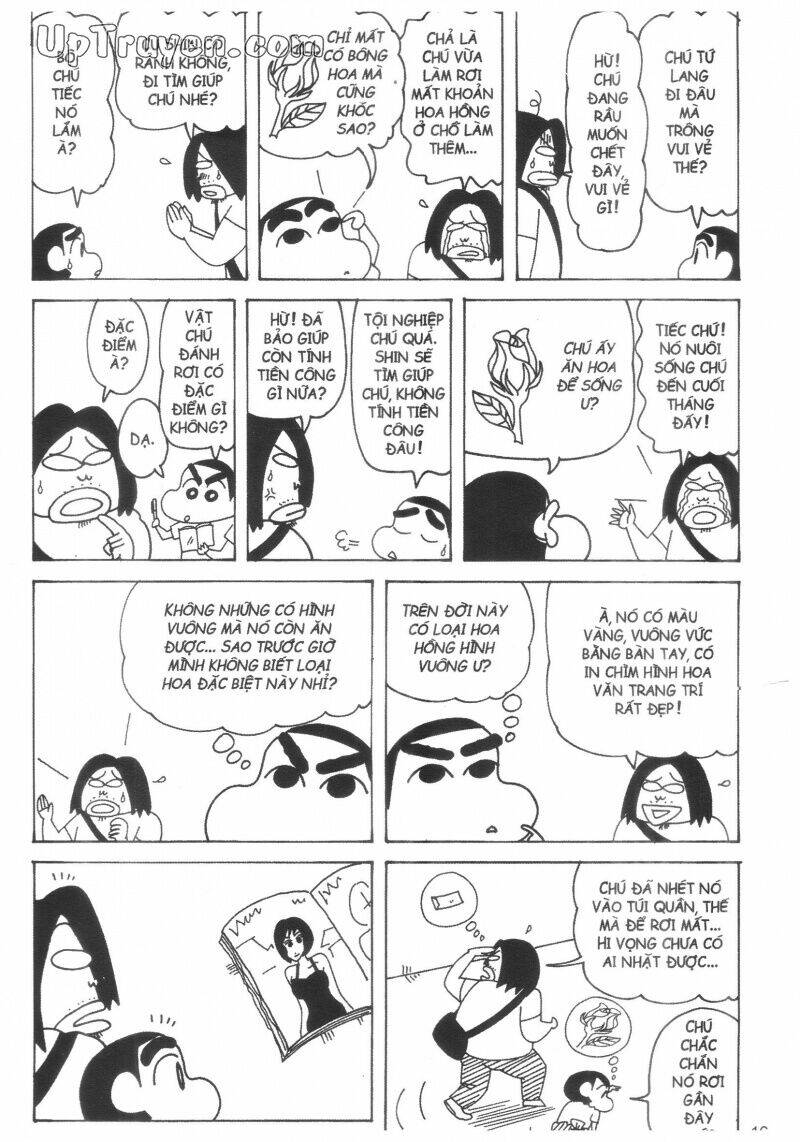 UpTruyen.com
CHÚ TỨ
LANG
ĐI ĐÂU
MÀ
TRÔNG
VUI VẺ
THẾ?
HỪ!
CHÚ
ĐANG
RẦU
MUỐN
CHẾT
ĐÂY,
VUI VẺ
GÌ!
CHẢ LÀ
CHÚ VỪA
LÀM RƠI
MẤT KHOẢN
HOA HỒNG
Ở CHỖ LÀM
THÊM...
CHỈ MẤT
CÓ BÔNG
HOA MÀ
CŨNG
KHÓC
SAO?
CÓ
RẢNH KHÔNG,
ĐI TÌM GIÚP
CHÚ NHÉ?
BỘ
CHÚ
TIẾC
NÓ
LẮM
À?
TIẾC CHỨ!
NÓ NUÔI
SỐNG CHÚ
ĐẾN CUỐI
THÁNG
ĐẤY!
CHÚ ẤY
ĂN HOA
ĐỂ SỐNG
Ư?
TỘI NGHIỆP
CHÚ QUÁ.
SHIN SẼ
TÌM GIÚP
CHÚ, KHÔNG
TÍNH TIỀN
CÔNG
ĐÂU!
HỪ! ĐÃ
BẢO GIÚP
CÒN TÍNH
TIỀN CÔNG
GÌ NỮA?
VẬT
CHÚ
ĐÁNH
RƠI CÓ
ĐẶC
ĐIỂM GÌ
KHÔNG?
ĐẶC
ĐIỂM
À?
DẠ.
À, NÓ CÓ MÀU
VÀNG, VUÔNG VỨC
BẰNG BÀN TAY, CÓ
IN CHÌM HÌNH HOA
VĂN TRANG TRÍ
RẤT ĐẸP!
TRÊN ĐỜI NÀY
CÓ LOẠI HOA
HỒNG HÌNH
VUÔNG Ư?
KHÔNG NHỮNG CÓ HÌNH
VUÔNG MÀ NÓ CÒN ĂN
ĐƯỢC... SAO TRƯỚC GIỜ
MÌNH KHÔNG BIẾT LOẠI
HOA ĐẶC BIỆT NÀY NHỈ?
CHÚ ĐÃ NHÉT NÓ
VÀO TÚI QUẦN, THẾ
MÀ ĐỂ RƠI MẤT...
HI VỌNG CHƯA CÓ
AI NHẶT ĐƯỢC...
CHÚ
CHẮC
CHẮN
NÓ RƠI
GẦN
ĐÂY